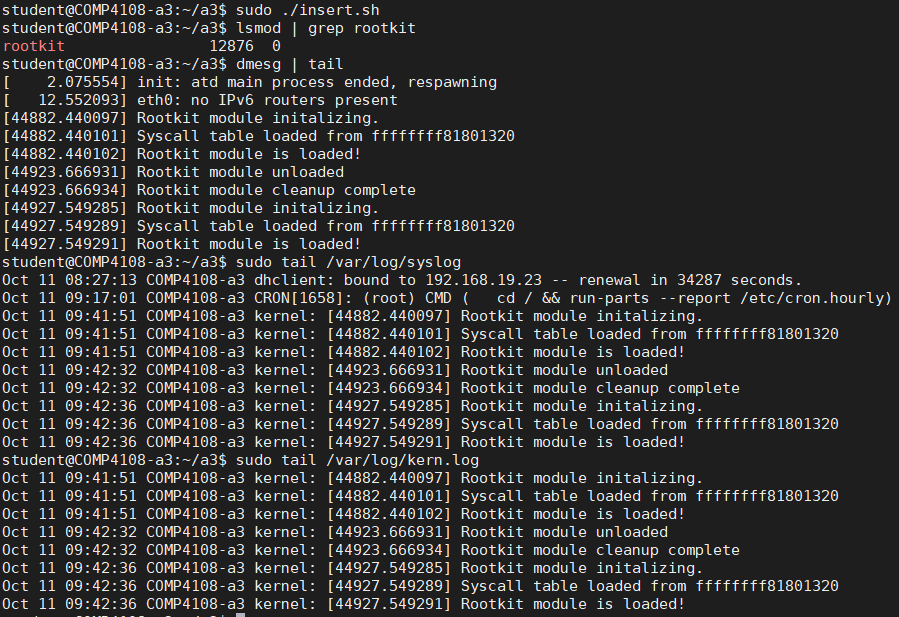 student@COMP4108-a3:~/a3$ sudo ./insert.sh
student@COMP4108-a3:~/a3$ lsmod | grep rootkit
rootkit                12876  0
student@COMP4108-a3:~/a3$ dmesg | tail
[    2.075554] init: atd main process ended, respawning
[   12.552093] eth0: no IPv6 routers present
[44882.440097] Rootkit module initalizing.
[44882.440101] Syscall table loaded from ffffffff81801320
[44882.440102] Rootkit module is loaded!
[44923.666931] Rootkit module unloaded
[44923.666934] Rootkit module cleanup complete
[44927.549285] Rootkit module initalizing.
[44927.549289] Syscall table loaded from ffffffff81801320
[44927.549291] Rootkit module is loaded!
student@COMP4108-a3:~/a3$ sudo tail /var/log/syslog
Oct 11 08:27:13 COMP4108-a3 dhclient: bound to 192.168.19.23 -- renewal in 34287 seconds.
Oct 11 09:17:01 COMP4108-a3 CRON[1658]: (root) CMD (   cd / && run-parts --report /etc/cron.hourly)
Oct 11 09:41:51 COMP4108-a3 kernel: [44882.440097] Rootkit module initalizing.
Oct 11 09:41:51 COMP4108-a3 kernel: [44882.440101] Syscall table loaded from ffffffff81801320
Oct 11 09:41:51 COMP4108-a3 kernel: [44882.440102] Rootkit module is loaded!
Oct 11 09:42:32 COMP4108-a3 kernel: [44923.666931] Rootkit module unloaded
Oct 11 09:42:32 COMP4108-a3 kernel: [44923.666934] Rootkit module cleanup complete
Oct 11 09:42:36 COMP4108-a3 kernel: [44927.549285] Rootkit module initalizing.
Oct 11 09:42:36 COMP4108-a3 kernel: [44927.549289] Syscall table loaded from ffffffff81801320
Oct 11 09:42:36 COMP4108-a3 kernel: [44927.549291] Rootkit module is loaded!
student@COMP4108-a3:~/a3$ sudo tail /var/log/kern.log
Oct 11 09:41:51 COMP4108-a3 kernel: [44882.440097] Rootkit module initalizing.
Oct 11 09:41:51 COMP4108-a3 kernel: [44882.440101] Syscall table loaded from ffffffff81801320
Oct 11 09:41:51 COMP4108-a3 kernel: [44882.440102] Rootkit module is loaded!
Oct 11 09:42:32 COMP4108-a3 kernel: [44923.666931] Rootkit module unloaded
Oct 11 09:42:32 COMP4108-a3 kernel: [44923.666934] Rootkit module cleanup complete
Oct 11 09:42:36 COMP4108-a3 kernel: [44927.549285] Rootkit module initalizing.
Oct 11 09:42:36 COMP4108-a3 kernel: [44927.549289] Syscall table loaded from ffffffff81801320
Oct 11 09:42:36 COMP4108-a3 kernel: [44927.549291] Rootkit module is loaded!